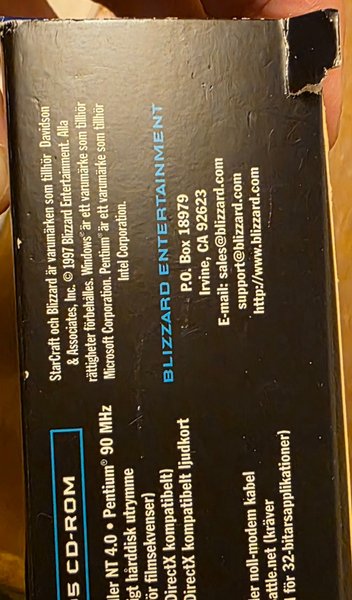 StarCraft och Blizzard är varumärken som tillhör Davidson
& Associates, Inc. © 1997 Blizzard Entertainment. Alla
rättigheter förbehålles. Windows® är ett varumärke som tillhör
Microsoft Corporation. Pentium® är ett varumärke som tillhör
Intel Corporation.
BLIZZARD ENTERTAINMENT
P.O. Box 18979
Irvine, CA 92623
E-mail: sales@blizzard.com
support@blizzard.com
http://www.blizzard.com
CD-ROM
NT 4.0 • Pentium® 90 MHz
hårddisk utrymme
filmsekvenser)
DirectX kompatibelt)
DirectX kompatibelt ljudkort
noll-modem kabel
(kräver
för 32-bitarsapplikationer)